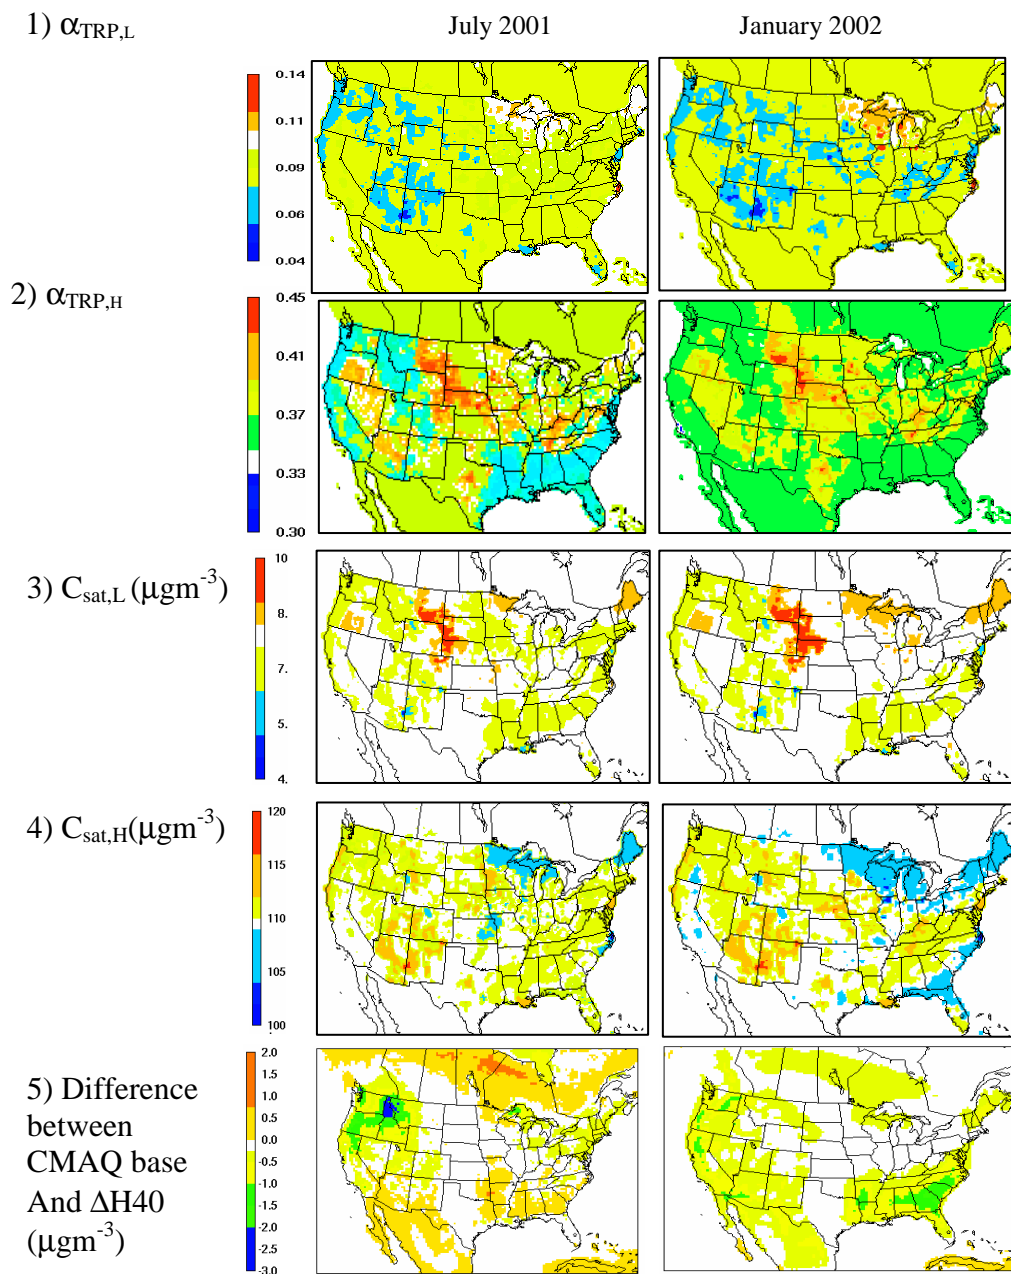 1) αTRP,L
July 2001
January 2002
0.14
0.11
0.09
0.06
0.04
2) αTRP,H
0.45
0.41
0.37
0.33
0.30
3) Csat,L (μgm-3)
10
8.
7.
5.
4.
4) Csat,H(μgm-3)
120
115
110
105
100
5) Difference
between
CMAQ base
And ΔH40
(μgm-3)
2.0
1.5
1.0
0.5
0.0
-0.5
-1.0
-2.0
-2.5
-3.0